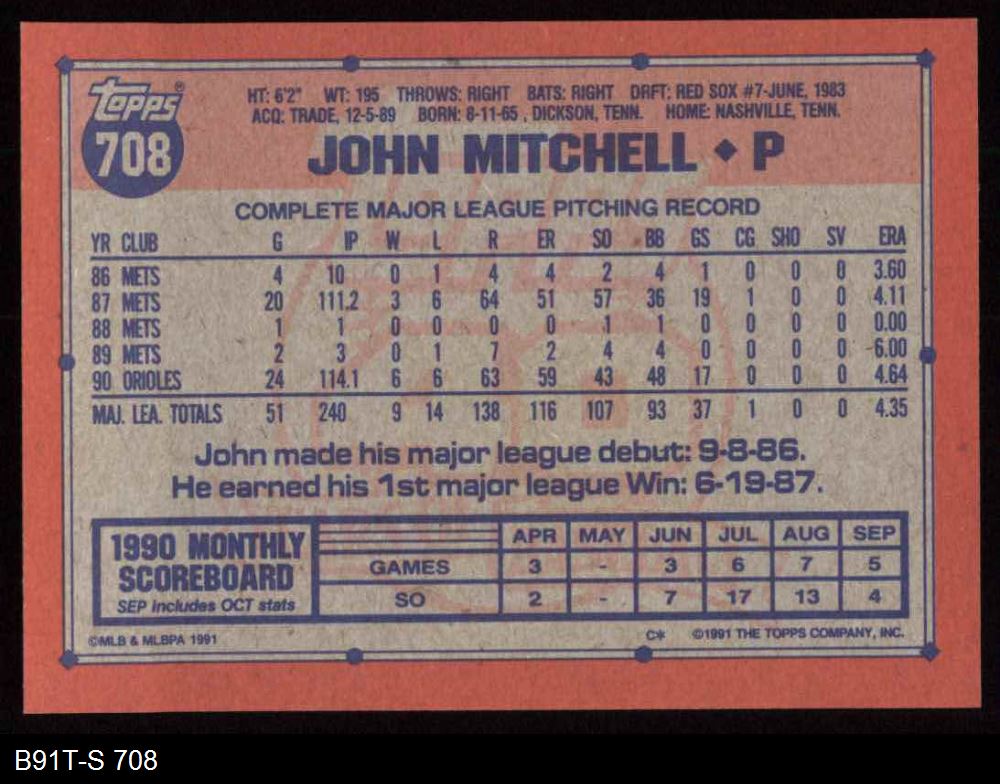 Topps®
708
HT: 6'2" WT: 195 THROWS: RIGHT BATS: RIGHT DRFT: RED SOX #7-JUNE, 1983
ACQ: TRADE, 12-5-89 BORN: 8-11-65, DICKSON, TENN. HOME: NASHVILLE, TENN.
JOHN MITCHELL ♦ P
COMPLETE MAJOR LEAGUE PITCHING RECORD
YR CLUB G IP W L R ER SO BB GS CG SHO SV ERA
86 METS 4 10 0 1 4 4 2 4 1 0 0 0 3.60
87 METS 20 111.2 3 6 64 51 57 36 19 1 0 0 4.11
88 METS 1 1 0 0 0 0 1 1 0 0 0 0 0.00
89 METS 2 3 0 1 7 2 4 4 0 0 0 0 6.00
90 ORIOLES 24 114.1 6 6 63 59 43 48 17 0 0 0 4.64
MAJ. LEA. TOTALS 51 240 9 14 138 116 107 93 37 1 0 0 4.35
John made his major league debut: 9-8-86.
He earned his 1st major league Win: 6-19-87.
1990 MONTHLY
SCOREBOARD
SEP includes OCT stats
APR MAY JUN JUL AUG SEP
GAMES 3 - 3 6 7 5
SO 2 - 7 17 13 4
©MLB & MLBPA 1991 C* ©1991 THE TOPPS COMPANY, INC.
B91T-S 708